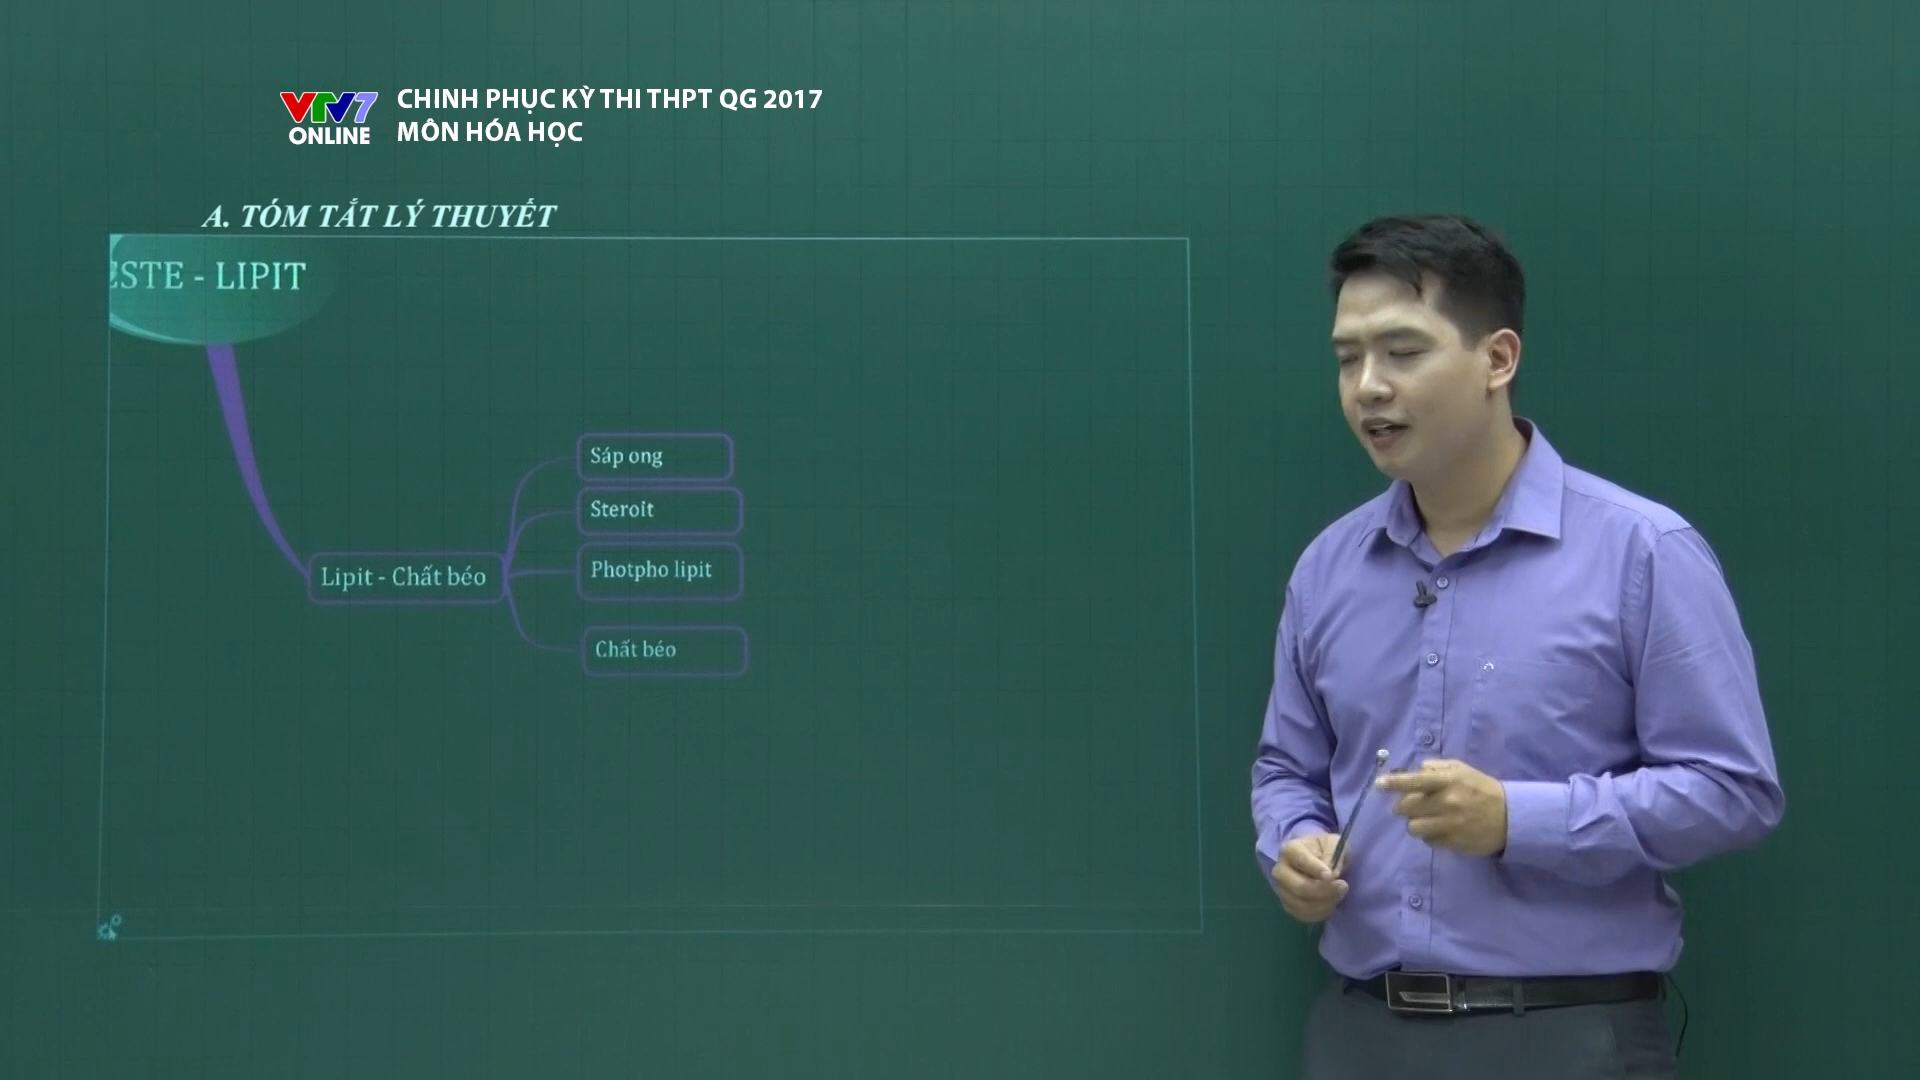 VTV7
ONLINE
CHINH PHỤC KỲ THI THPT QG 2017
MÔN HÓA HỌC
A. TÓM TẮT LÝ THUYẾT
ESTE - LIPIT
Sáp ong
Steroit
Photpho lipit
Lipit - Chất béo
Chất béo